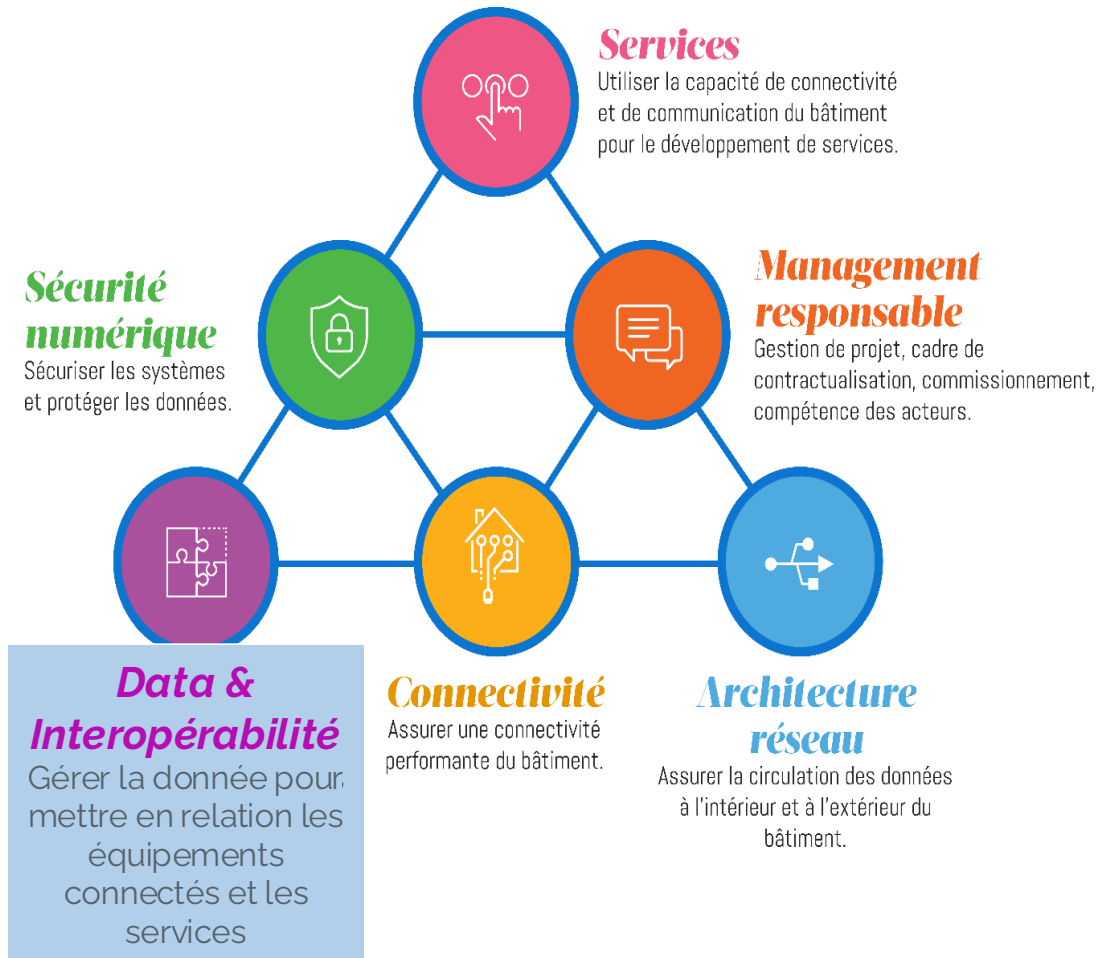 Services
Utiliser la capacité de connectivité
et de communication du bâtiment
pour le développement de services.
Sécurité
numérique
Sécuriser les systèmes
et protéger les données.
Management
responsable
Gestion de projet, cadre de
contractualisation, commissionnement,
compétence des acteurs.
Data &
Interopérabilité
Gérer la donnée pour
mettre en relation les
équipements
connectés et les
services
Connectivité
Assurer une connectivité
performante du bâtiment.
Architecture
réseau
Assurer la circulation des données
à l'intérieur et à l'extérieur du
bâtiment.